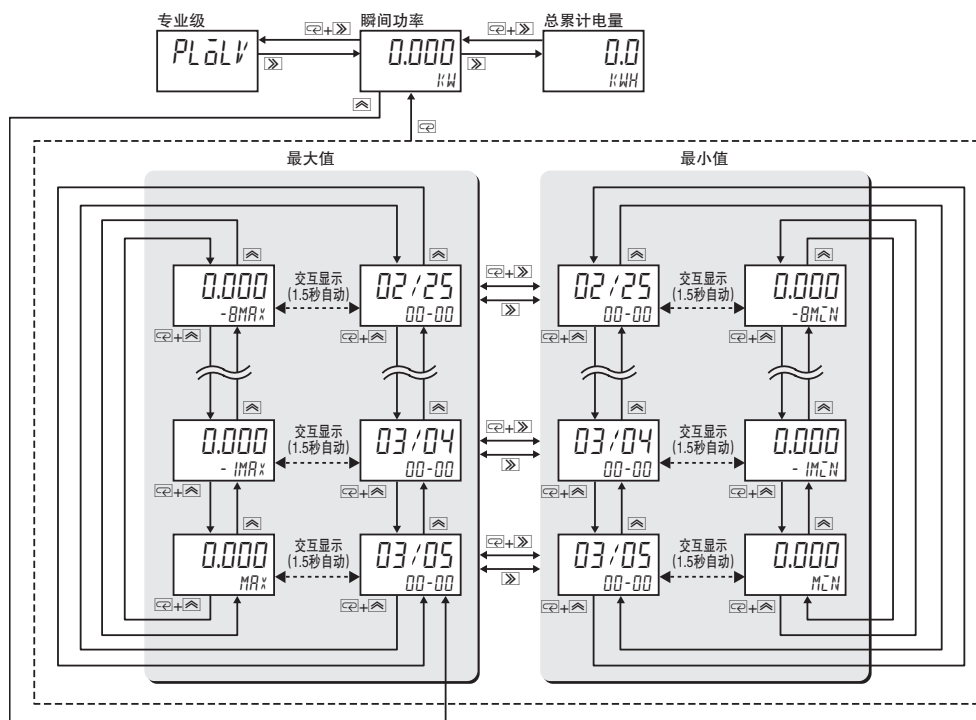 专业级
瞬间功率
总累计电量
+
+
PLōLV
0.000
KW
0.0
KWH
最大值
最小值
+
0.000
-8MAX
交互显示
(1.5秒自动)
02/25
00-00
02/25
00-00
交互显示
(1.5秒自动)
0.000
-8MIN
+
+
+
+
+
0.000
-1MAX
交互显示
(1.5秒自动)
03/04
00-00
03/04
00-00
交互显示
(1.5秒自动)
0.000
-1MIN
+
+
+
+
+
0.000
MAX
交互显示
(1.5秒自动)
03/05
00-00
03/05
00-00
交互显示
(1.5秒自动)
0.000
MIN
+
+
+
+